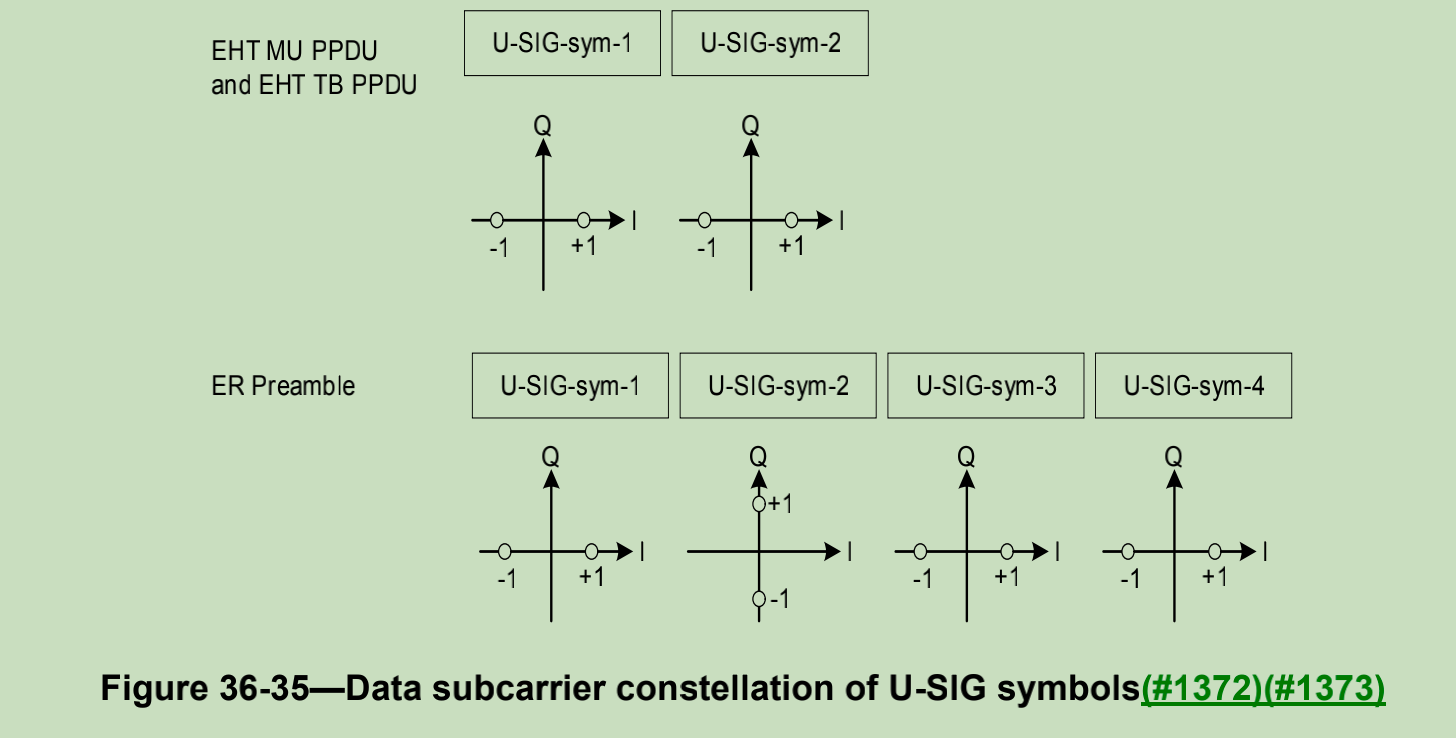 EHT MU PPDU
and EHT TB PPDU
U-SIG-sym-1 U-SIG-sym-2
Q Q
I I
-1 +1 -1 +1
ER Preamble U-SIG-sym-1 U-SIG-sym-2 U-SIG-sym-3 U-SIG-sym-4
Q Q Q Q
+1
I I I I
-1 +1 -1 +1 -1 +1
-1
Figure 36-35—Data subcarrier constellation of U-SIG symbols(#1372)(#1373)